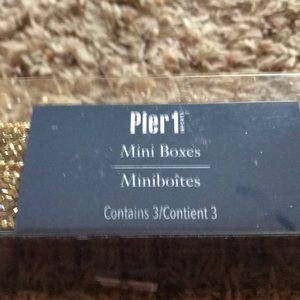 Pier 1
Mini Boxes
Miniboîtes
Contains 3/Contient 3